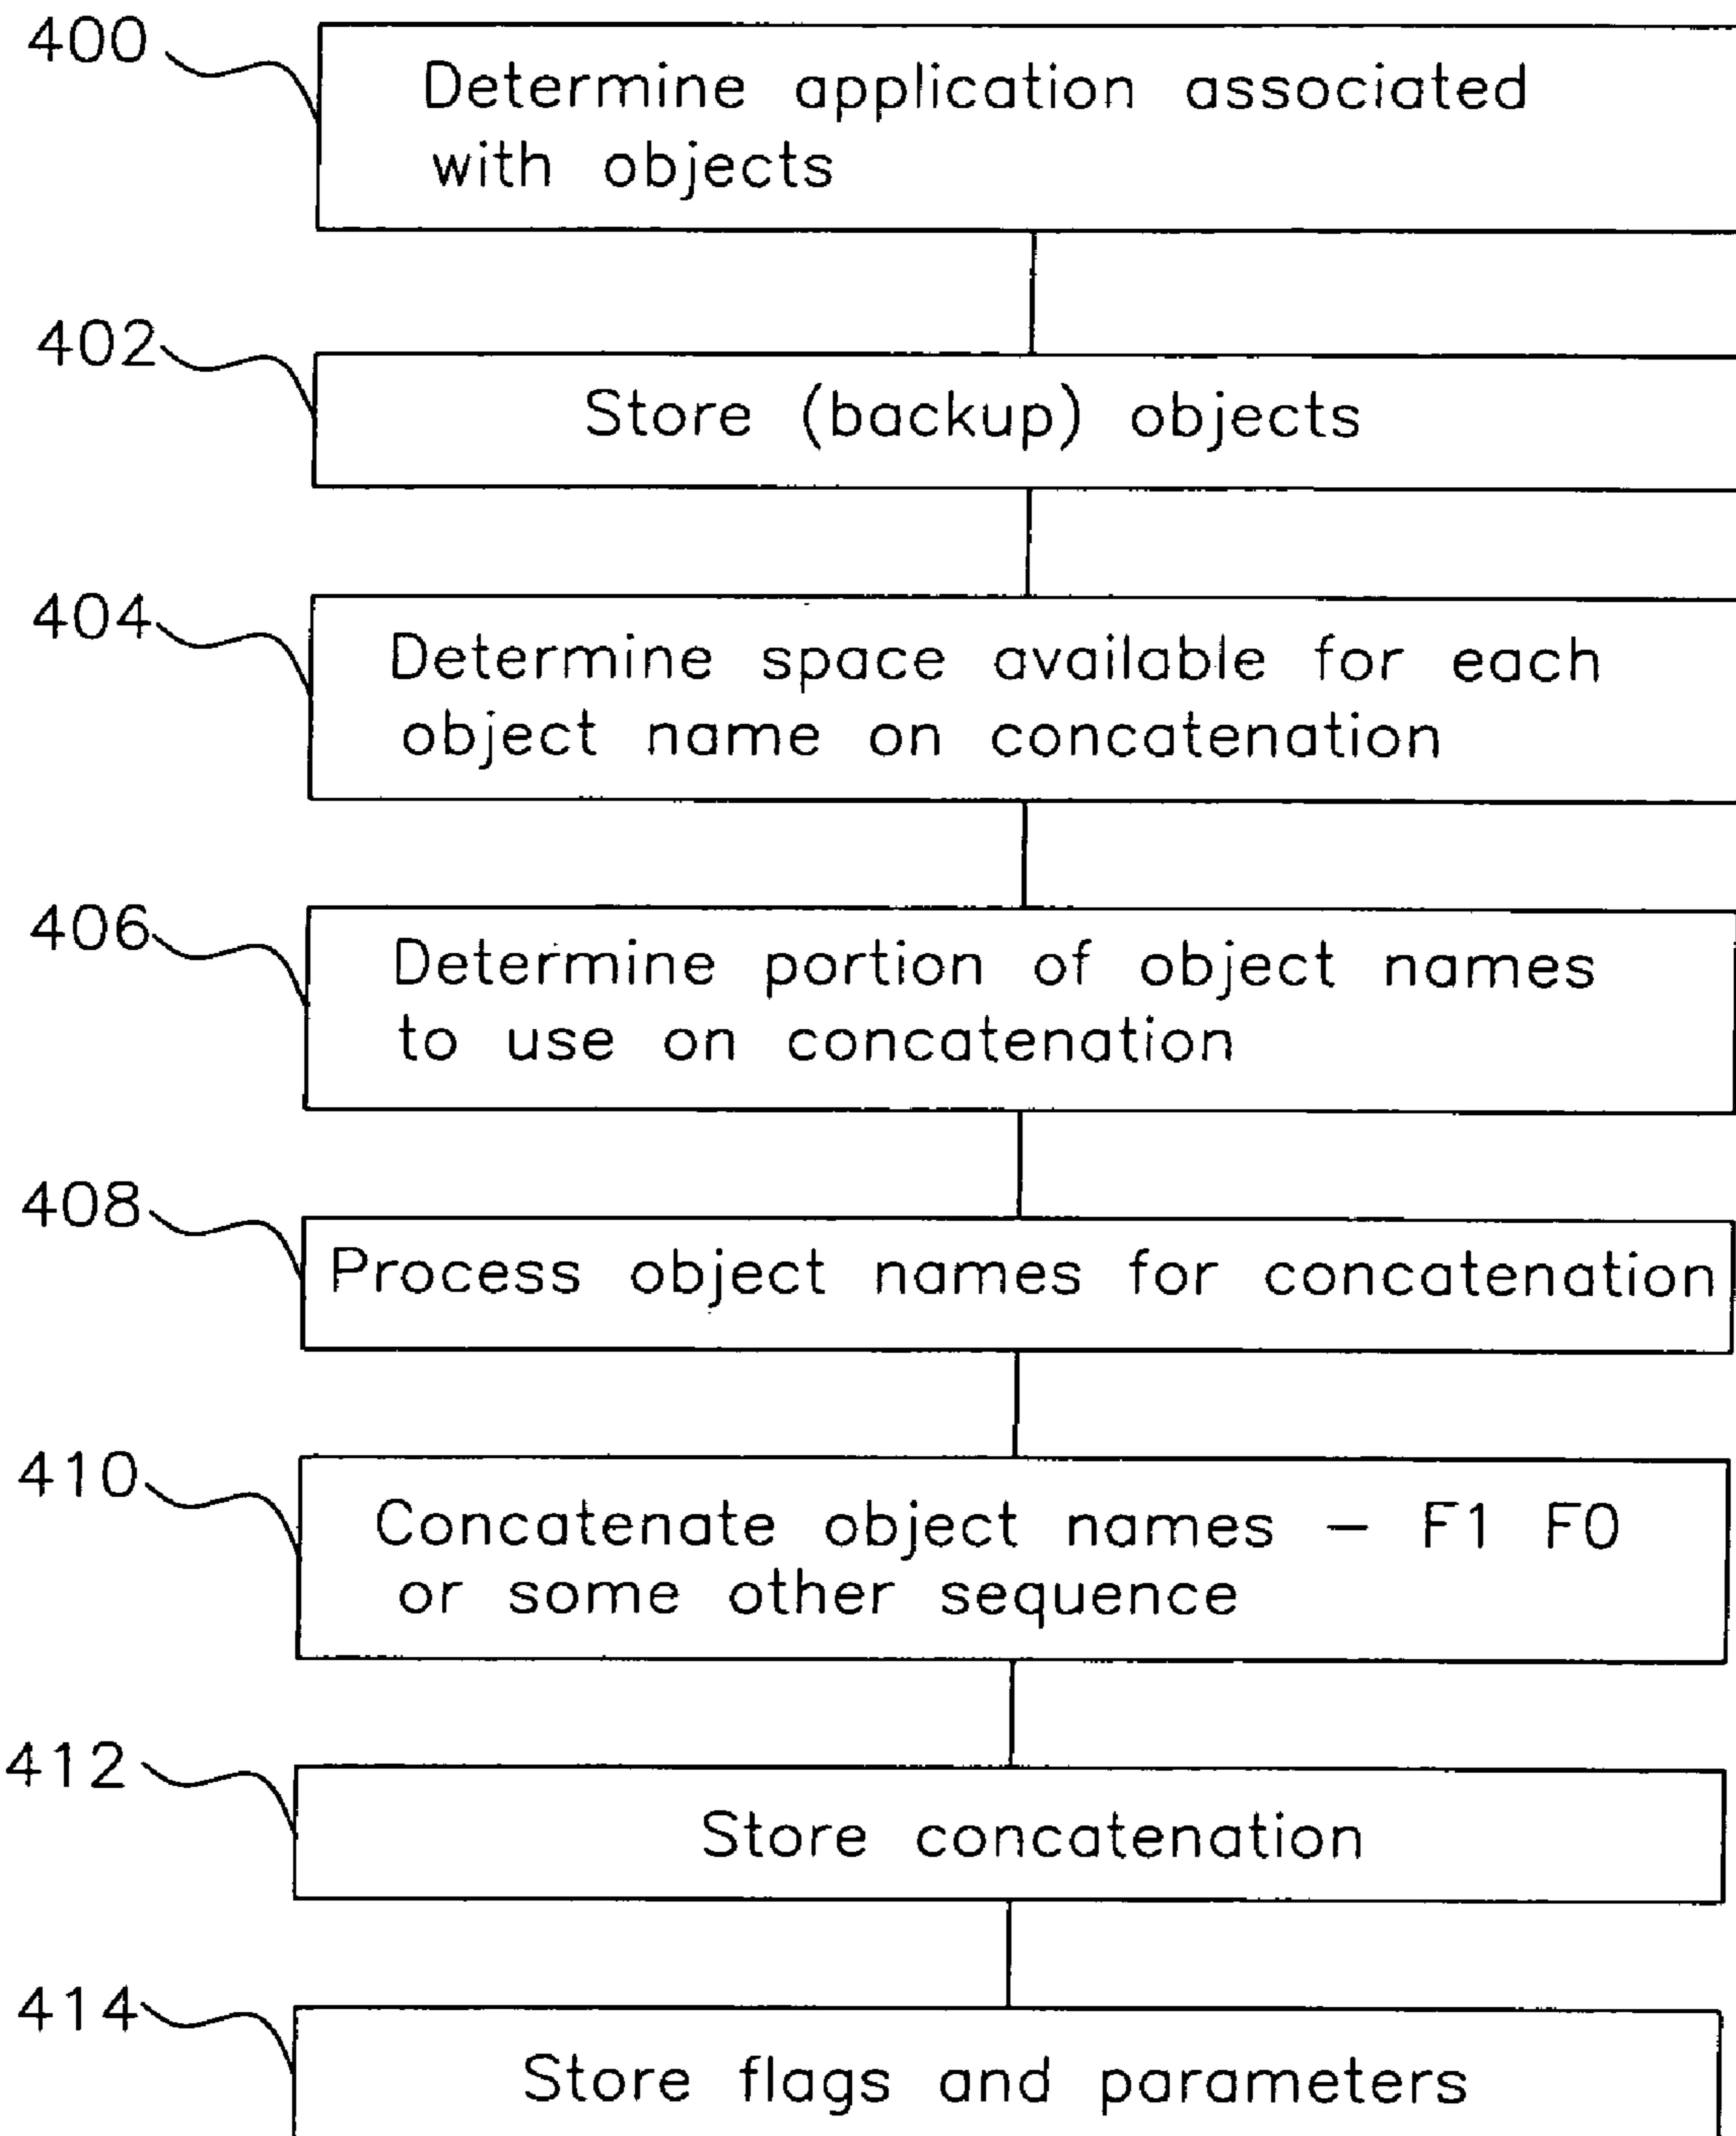 400
Determine application associated
with objects
402
Store (backup) objects
404
Determine space available for each
object name on concatenation
406
Determine portion of object names
to use on concatenation
408
Process object names for concatenation
410
Concatenate object names – F1 F0
or some other sequence
412
Store concatenation
414
Store flags and parameters